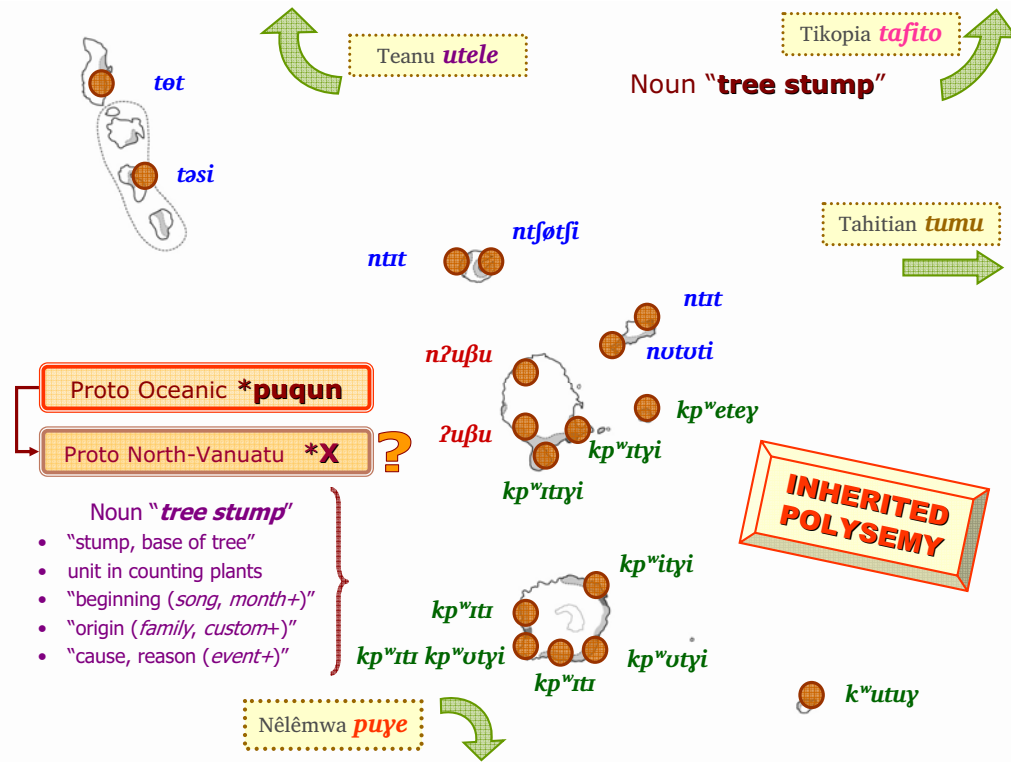 Teanu utele
Tikopia tafito
Noun “tree stump”
tɵt
təsi
Tahitian tumu
ntʃøtʃi
ntɪt
ntɪt
nʊtʊti
nʔuβu
Proto Oceanic *puqun
kpʷeteɣ
ʔuβu
kpʷɪtɣi
Proto North-Vanuatu *X ?
kpʷɪtɪɣi
INHERITED
POLYSEMY
Noun “tree stump”
• “stump, base of tree”
• unit in counting plants
• “beginning (song, month+)”
• “origin (family, custom+)”
• “cause, reason (event+)”
kpʷitɣi
kpʷɪtɪ
kpʷɪtɪ kpʷʊtɣi
kpʷʊtɣi
kpʷɪtɪ
kʷutuɣ
Nêlêmwa puɣe